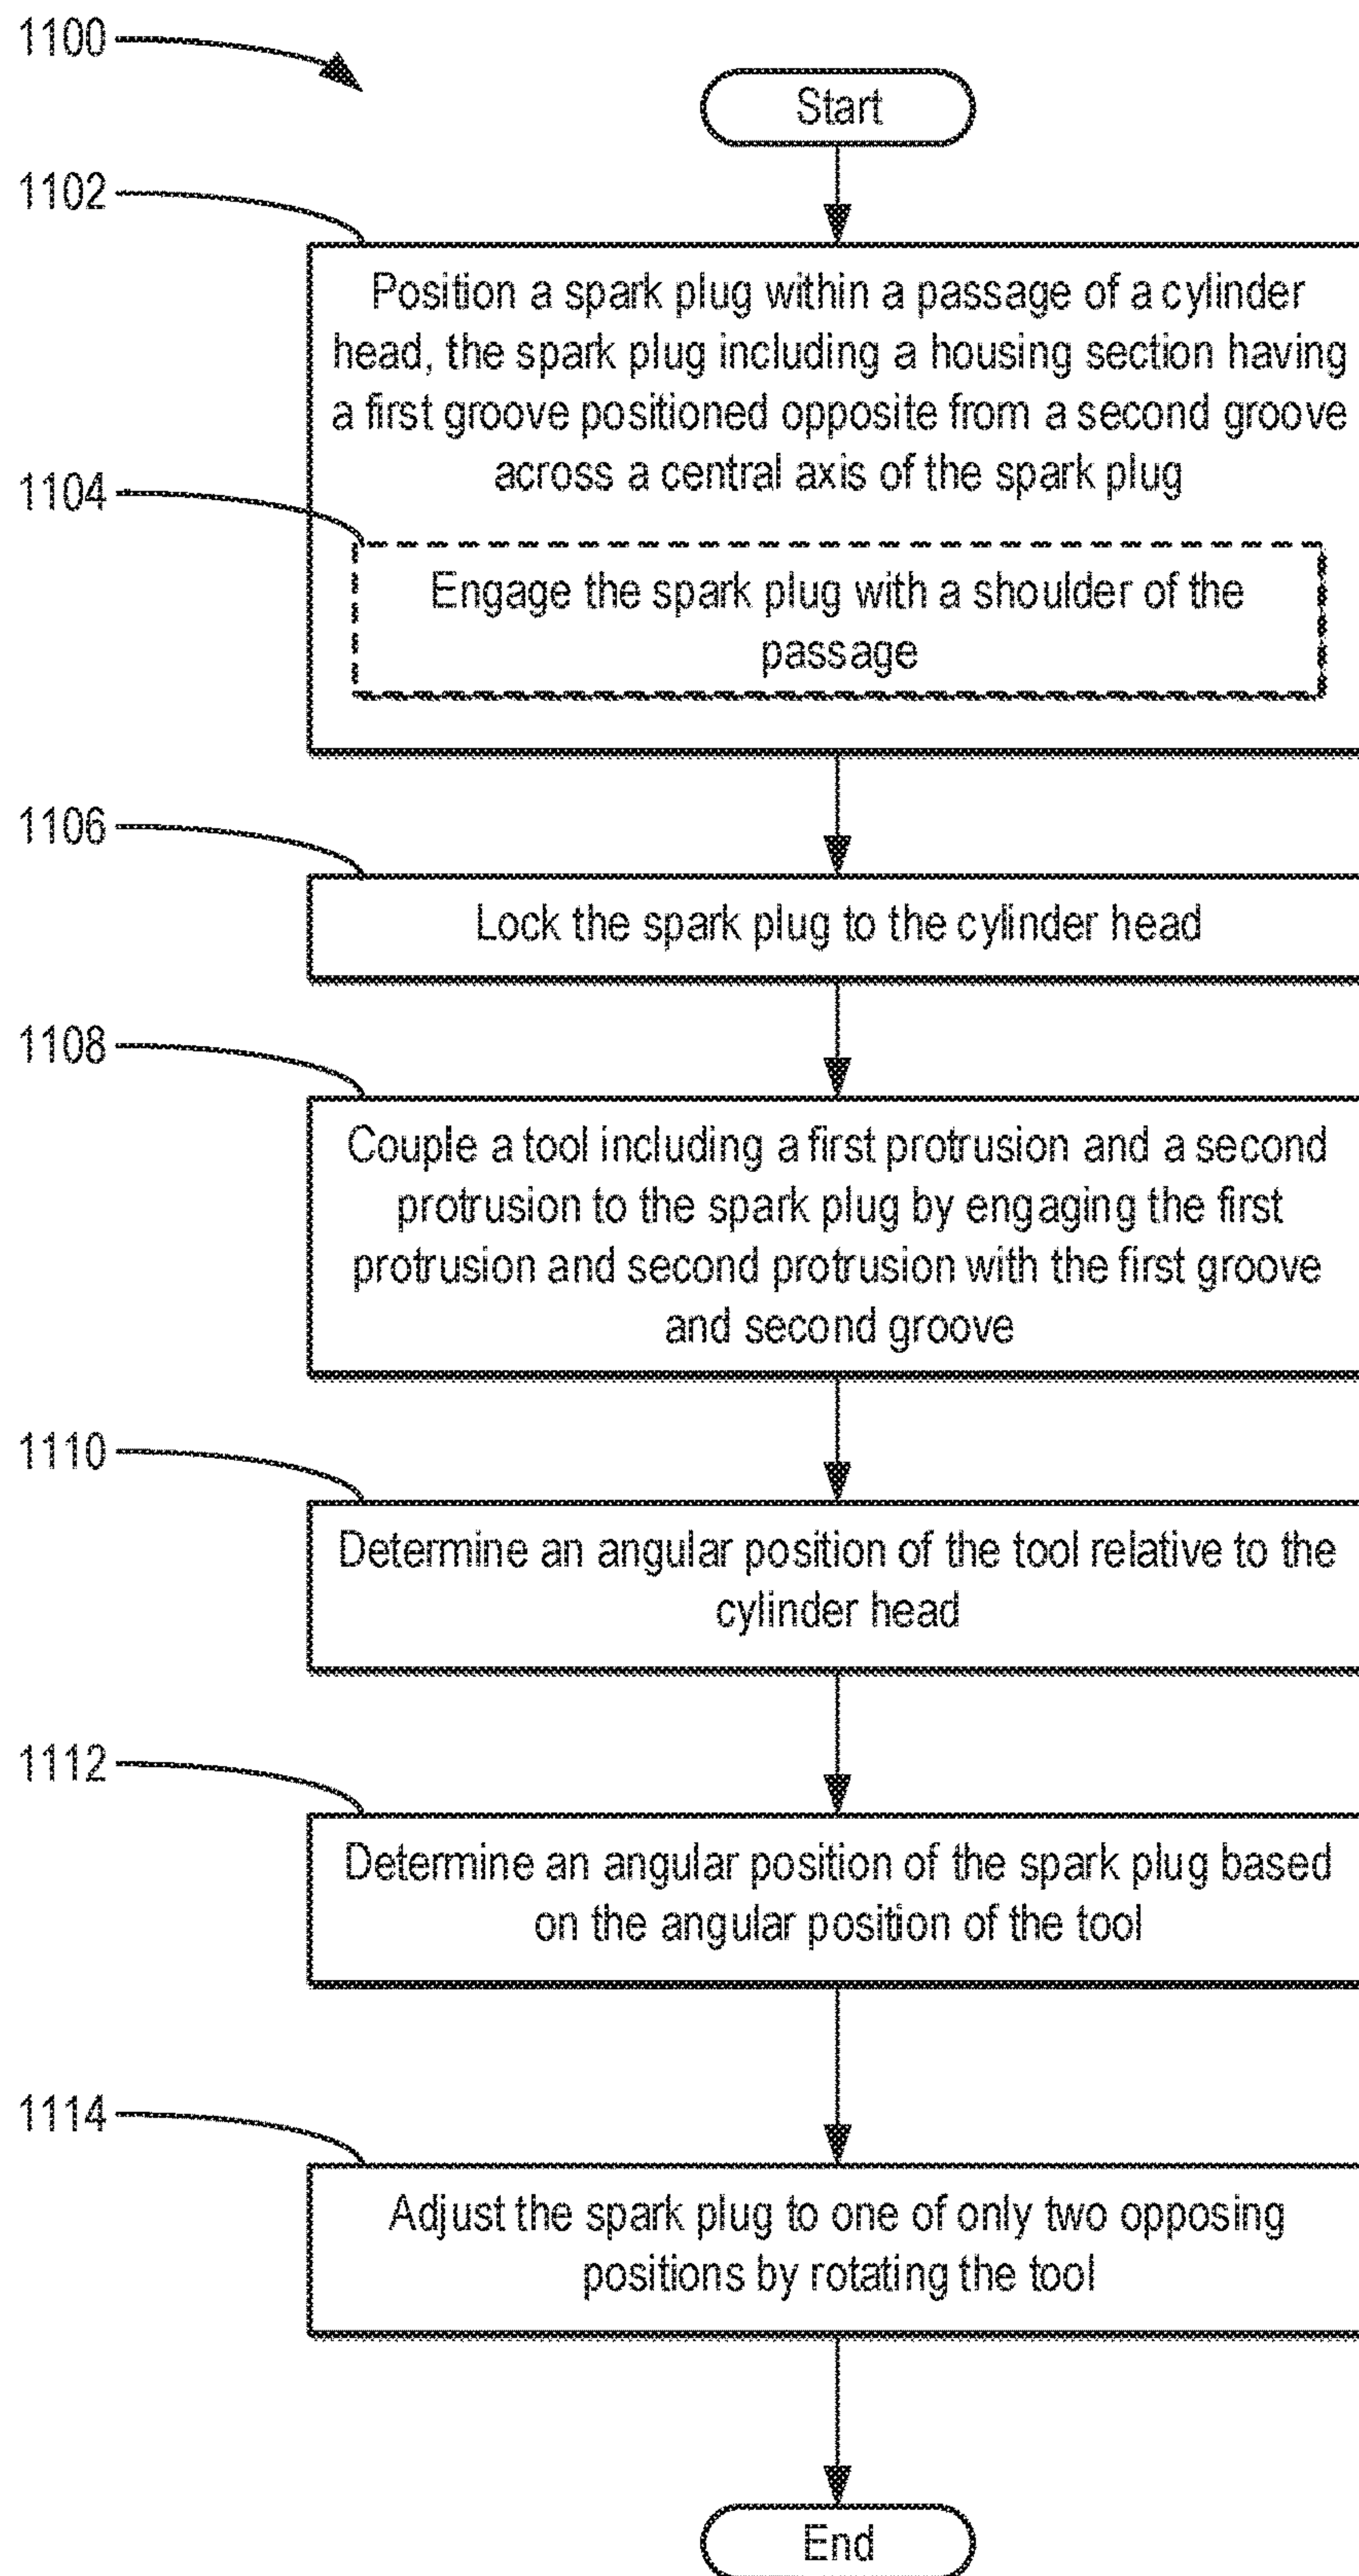 1100
Start
1102
Position a spark plug within a passage of a cylinder
head, the spark plug including a housing section having
a first groove positioned opposite from a second groove
across a central axis of the spark plug
1104
Engage the spark plug with a shoulder of the
passage
1106
Lock the spark plug to the cylinder head
1108
Couple a tool including a first protrusion and a second
protrusion to the spark plug by engaging the first
protrusion and second protrusion with the first groove
and second groove
1110
Determine an angular position of the tool relative to the
cylinder head
1112
Determine an angular position of the spark plug based
on the angular position of the tool
1114
Adjust the spark plug to one of only two opposing
positions by rotating the tool
End